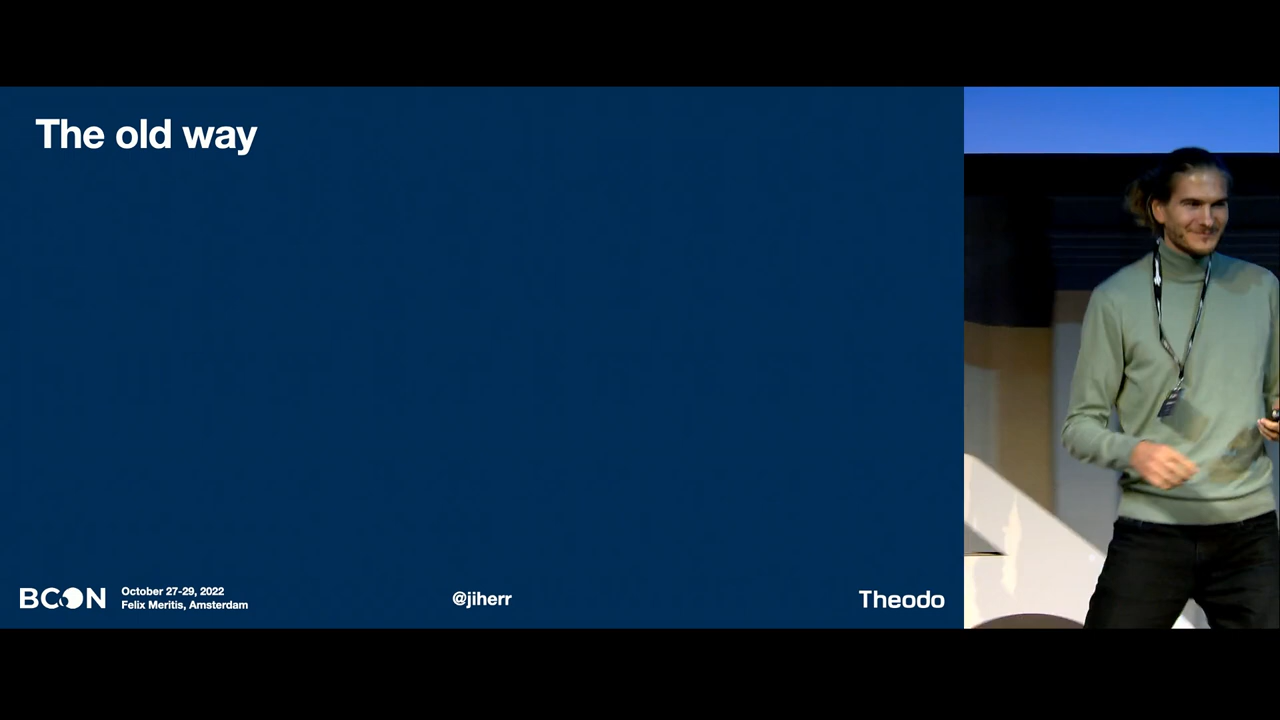 The old way
BCON
October 27-29, 2022
Felix Meritis, Amsterdam
@jiherr
Theodo